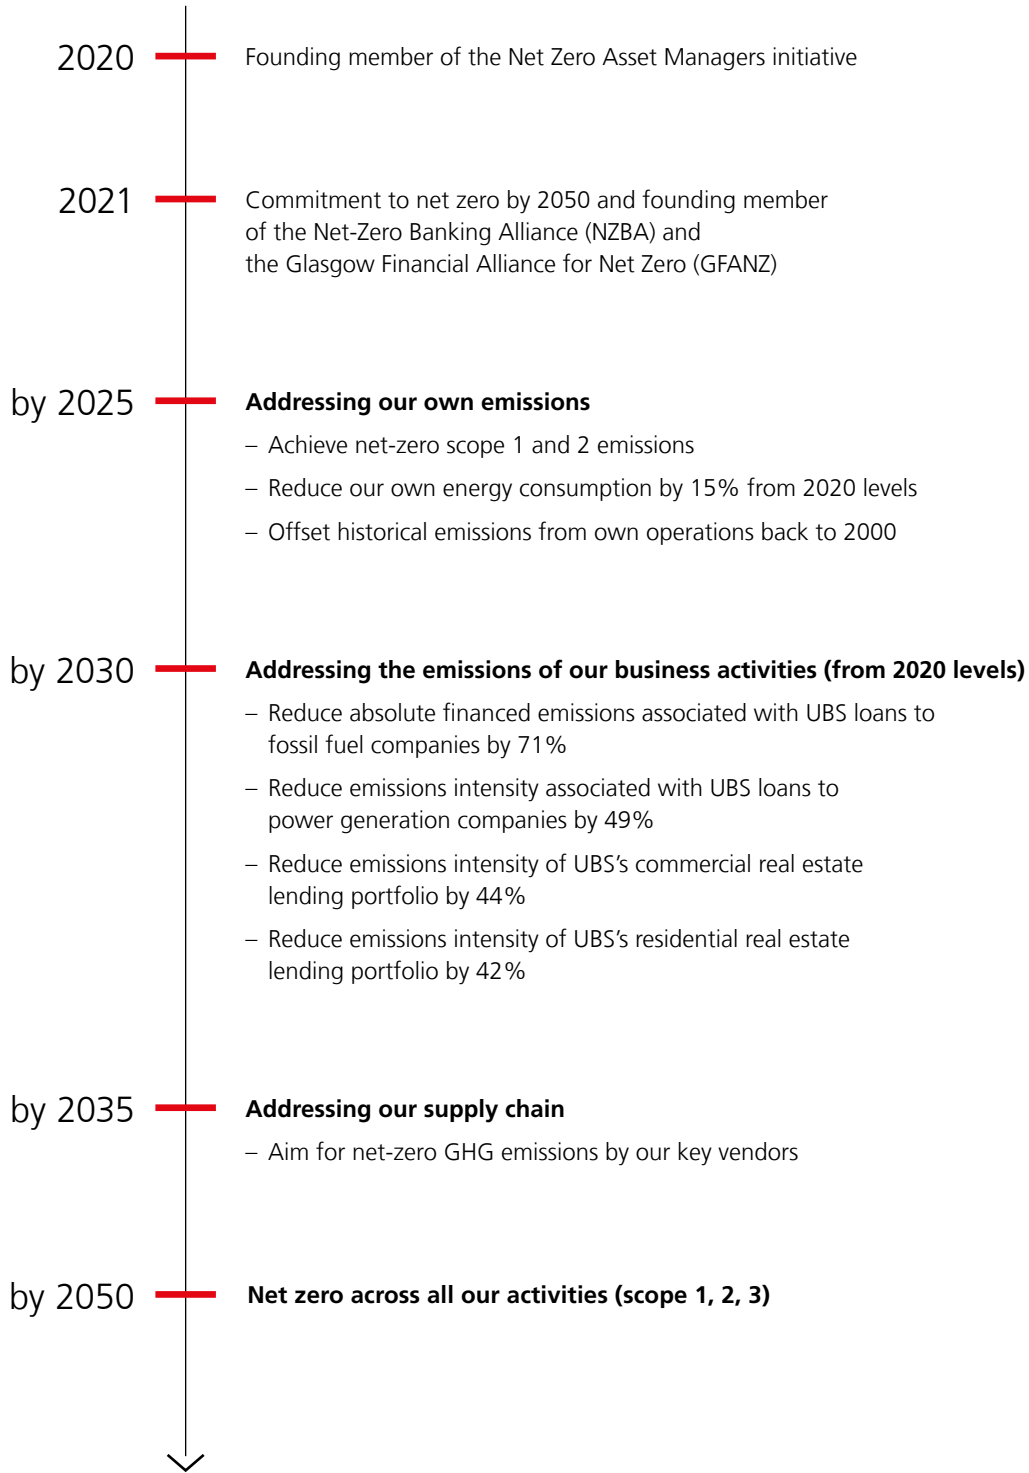 2020
Founding member of the Net Zero Asset Managers initiative
2021
Commitment to net zero by 2050 and founding member
of the Net-Zero Banking Alliance (NZBA) and
the Glasgow Financial Alliance for Net Zero (GFANZ)
by 2025
Addressing our own emissions
– Achieve net-zero scope 1 and 2 emissions
– Reduce our own energy consumption by 15% from 2020 levels
– Offset historical emissions from own operations back to 2000
by 2030
Addressing the emissions of our business activities (from 2020 levels)
– Reduce absolute financed emissions associated with UBS loans to
fossil fuel companies by 71%
– Reduce emissions intensity associated with UBS loans to
power generation companies by 49%
– Reduce emissions intensity of UBS’s commercial real estate
lending portfolio by 44%
– Reduce emissions intensity of UBS’s residential real estate
lending portfolio by 42%
by 2035
Addressing our supply chain
– Aim for net-zero GHG emissions by our key vendors
by 2050
Net zero across all our activities (scope 1, 2, 3)